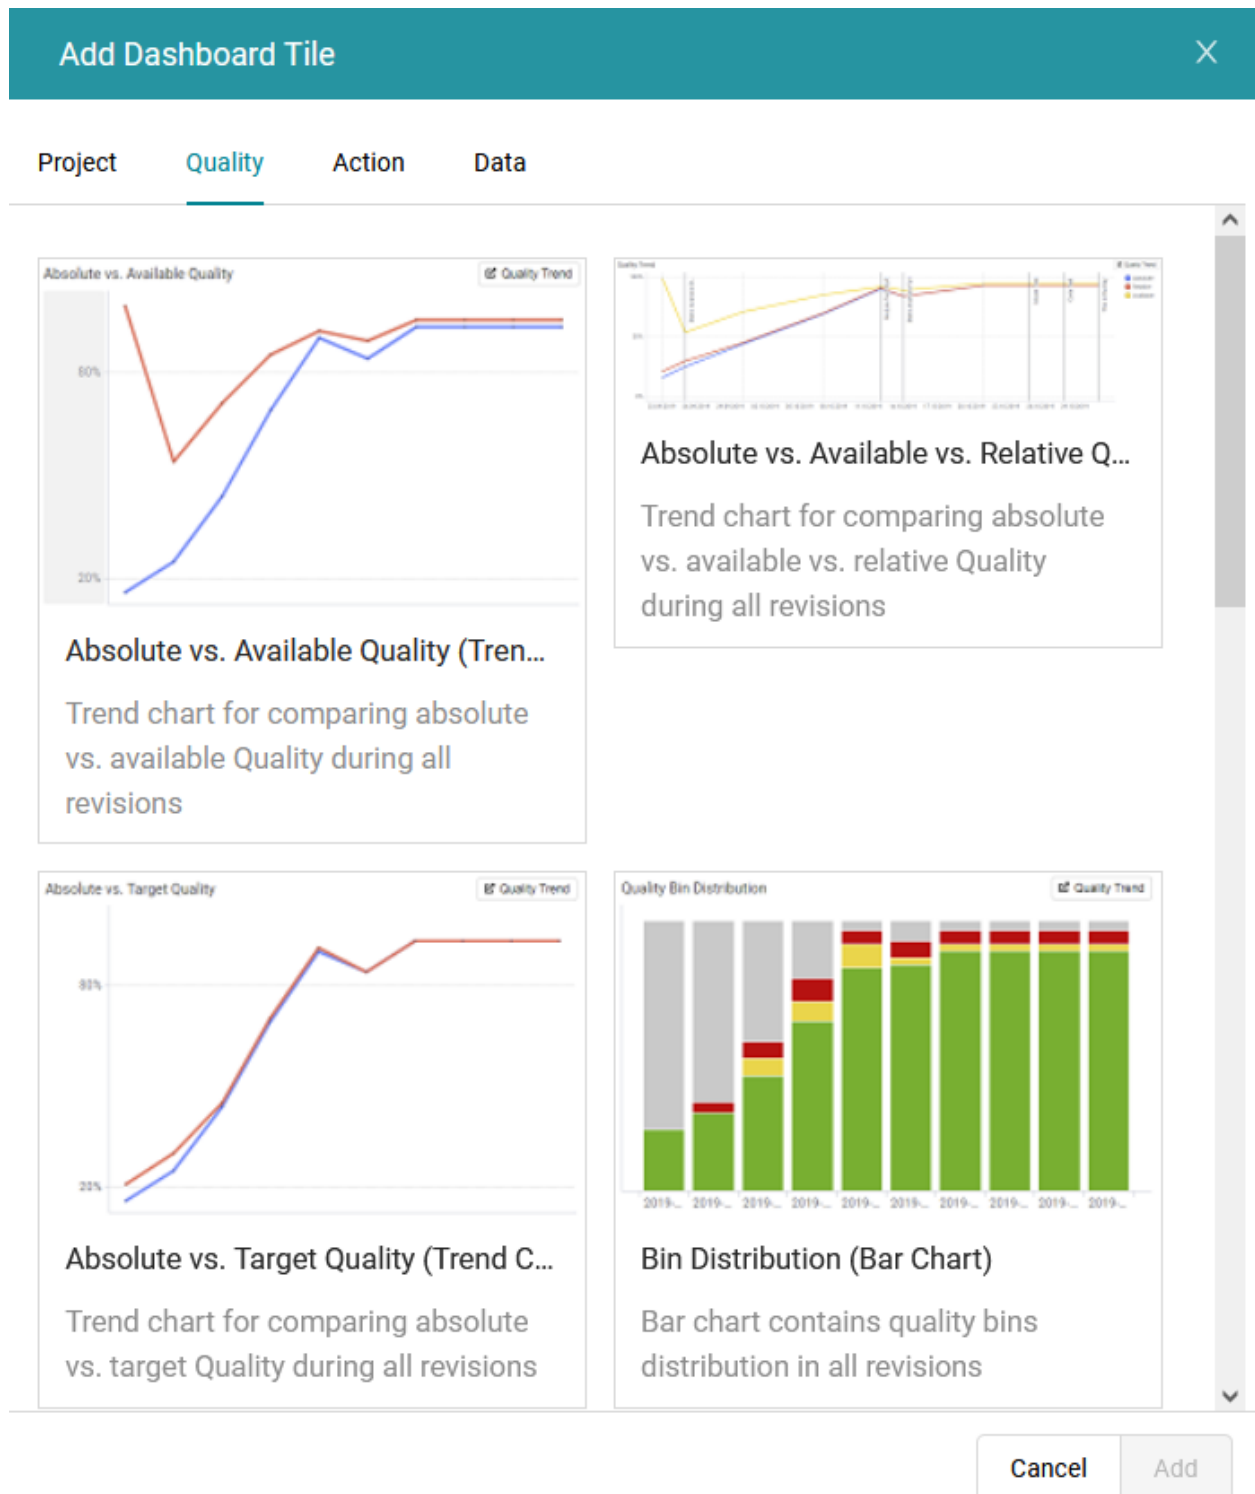 Add Dashboard Tile
X
Project Quality Action Data
Absolute vs. Available Quality
Quality Trend
80%
20%
Absolute vs. Available Quality (Tren...
Trend chart for comparing absolute
vs. available Quality during all
revisions
Quality Trend
Quality Trend
Absolute vs. Available vs. Relative Q...
Trend chart for comparing absolute
vs. available vs. relative Quality
during all revisions
Absolute vs. Target Quality
Quality Trend
80%
20%
Absolute vs. Target Quality (Trend C...
Trend chart for comparing absolute
vs. target Quality during all revisions
Quality Bin Distribution
Quality Trend
2019-... 2019-... 2019-... 2019-... 2019-... 2019-... 2019-... 2019-... 2019-... 2019-...
Bin Distribution (Bar Chart)
Bar chart contains quality bins
distribution in all revisions
Cancel
Add